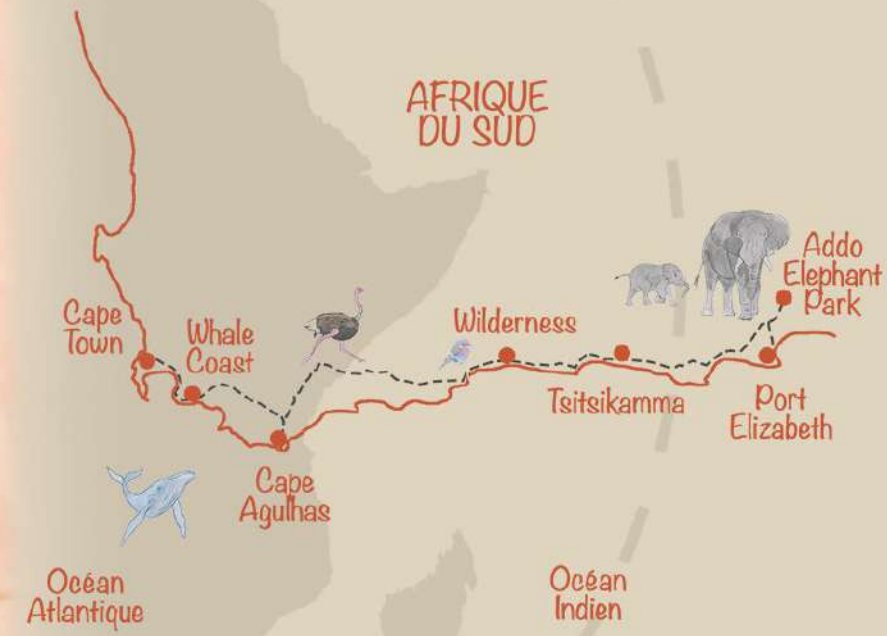 AFRIQUE
DU SUD
Addo
Elephant
Park
Cape
Town
Whale
Coast
Wilderness
Tsitsikamma
Port
Elizabeth
Cape
Agulhas
Océan
Atlantique
Océan
Indien